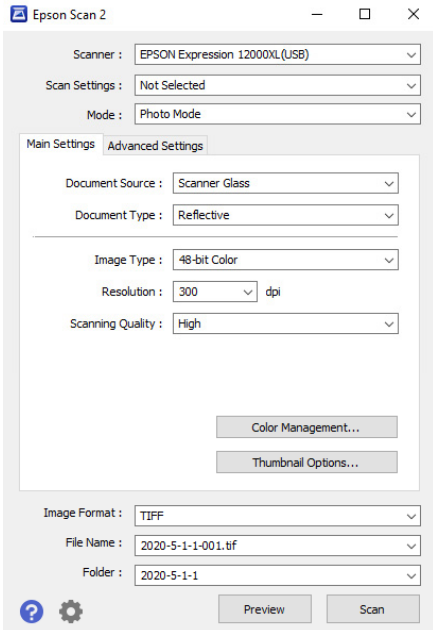 Epson Scan 2
Scanner : EPSON Expression 12000XL(USB)
Scan Settings : Not Selected
Mode : Photo Mode
Main Settings Advanced Settings
Document Source : Scanner Glass
Document Type : Reflective
Image Type : 48-bit Color
Resolution : 300 dpi
Scanning Quality : High
Color Management...
Thumbnail Options...
Image Format : TIFF
File Name : 2020-5-1-1-001.tif
Folder : 2020-5-1-1
? Preview Scan